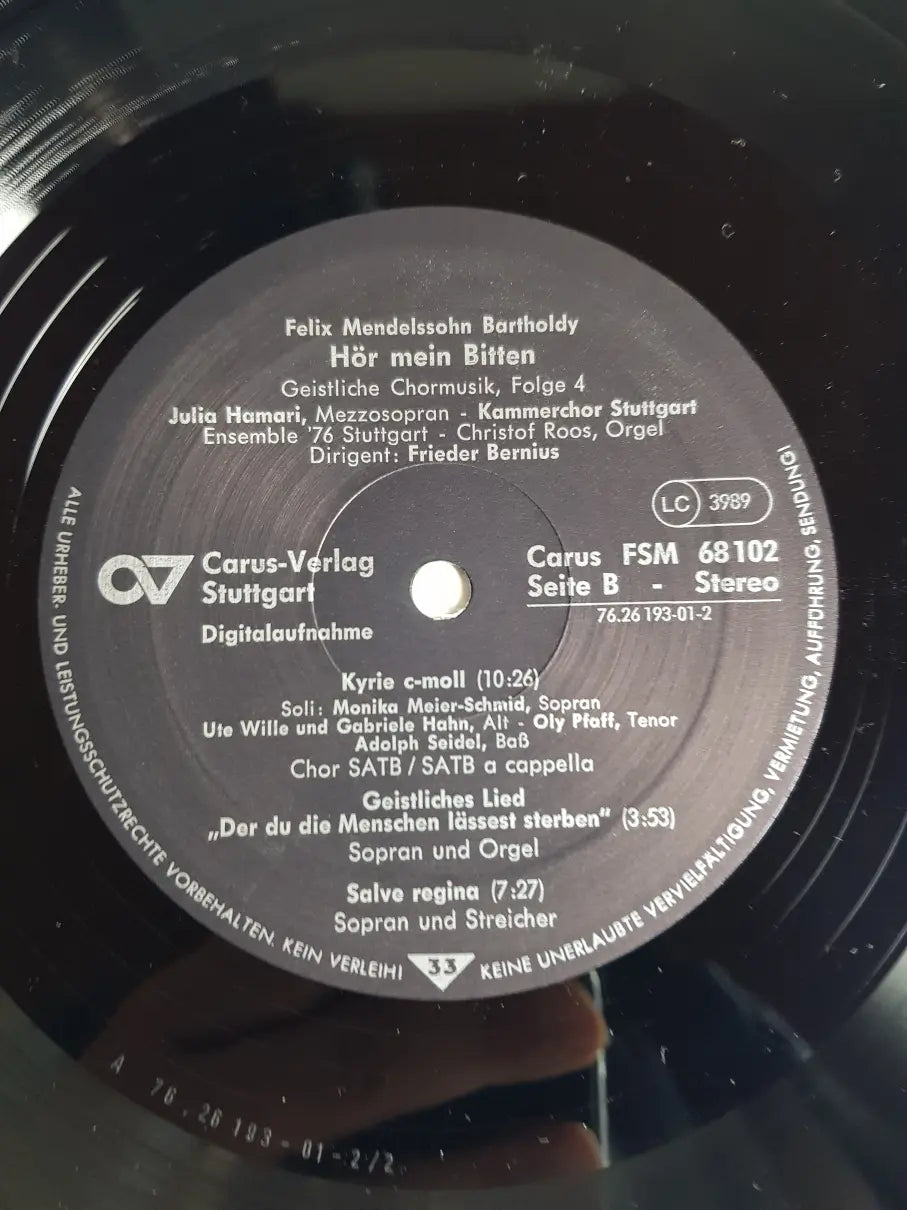 Felix Mendelssohn Bartholdy
Hör mein Bitten
Geistliche Chormusik, Folge 4
Julia Hamari, Mezzosopran - Kammerchor Stuttgart
Ensemble '76 Stuttgart - Christof Roos, Orgel
Dirigent: Frieder Bernius
LC 3989
Carus-Verlag
Stuttgart
Digitalaufnahme
Carus FSM 68102
Seite B - Stereo
76.26193-01-2
Kyrie c-moll (10:26)
Soli: Monika Meier-Schmid, Sopran
Ute Wille und Gabriele Hahn, Alt - Oly Pfaff, Tenor
Adolph Seidel, Baß
Chor SATB / SATB a cappella
Geistliches Lied
„Der du die Menschen lässest sterben" (3:53)
Sopran und Orgel
Salve regina (7:27)
Sopran und Streicher
ALLE URHEBER- UND LEISTUNGSSCHUTZRECHTE VORBEHALTEN. KEIN VERLEIH!
33
KEINE UNERLAUBTE VERVIELFÄLTIGUNG, VERMIETUNG, AUFFÜHRUNG, SENDUNG!
A 76.26193-01-2/2